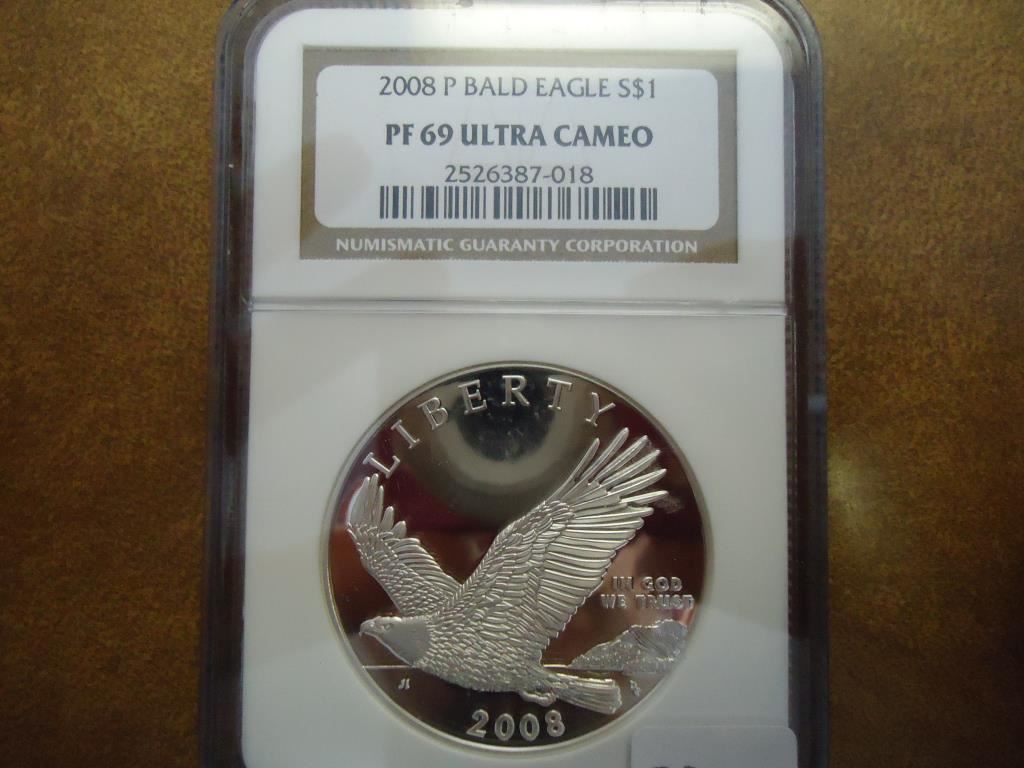 2008 P BALD EAGLE S$1
PF 69 ULTRA CAMEO
2526387-018
NUMISMATIC GUARANTY CORPORATION
LIBERTY
IN GOD
WE TRUST
2008